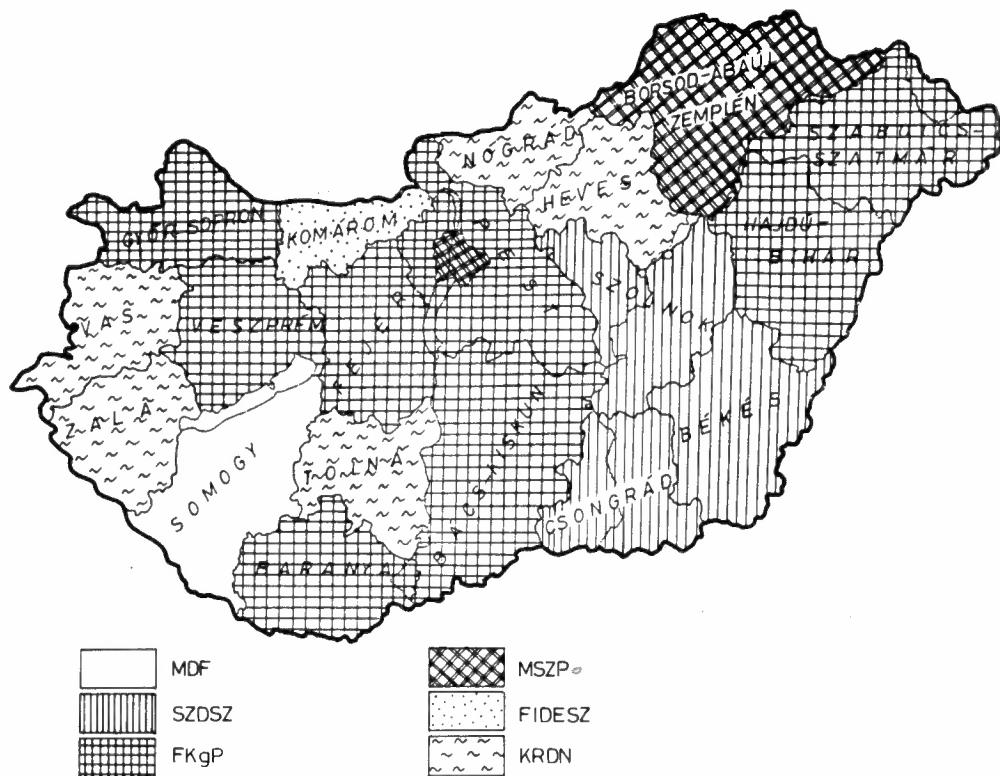 BORSOD-ABAÚJ
ZEMPLÉN
SZABOLCS-
SZATMÁR
NÓGRÁD
HEVES
HAJDÚ-
BIHAR
GYŐR-SOPRON
KOMÁROM
PEST
SZOLNOK
VAS
VESZPRÉM
FEJÉR
ZALA
SOMOGY
TOLNA
BÁCS-KISKUN
BÉKÉS
CSONGRÁD
BARANYA
MDF
SZDSZ
FKgP
MSZP
FIDESZ
KRDN